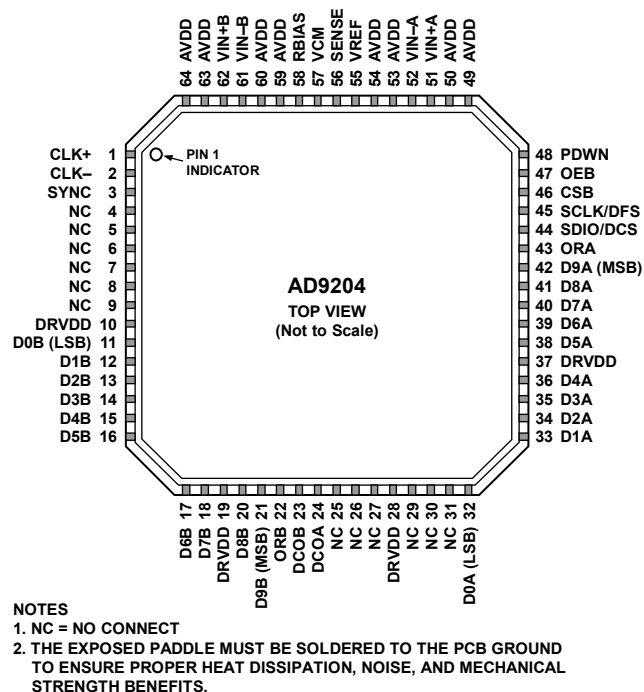 64 AVDD
63 AVDD
62 VIN+B
61 VIN–B
60 AVDD
59 AVDD
58 RBIAS
57 VCM
56 SENSE
55 VREF
54 AVDD
53 AVDD
52 VIN–A
51 VIN+A
50 AVDD
49 AVDD
CLK+ 1
CLK– 2
SYNC 3
NC 4
NC 5
NC 6
NC 7
NC 8
NC 9
DRVDD 10
D0B (LSB) 11
D1B 12
D2B 13
D3B 14
D4B 15
D5B 16
PIN 1
INDICATOR
AD9204
TOP VIEW
(Not to Scale)
48 PDWN
47 OEB
46 CSB
45 SCLK/DFS
44 SDIO/DCS
43 ORA
42 D9A (MSB)
41 D8A
40 D7A
39 D6A
38 D5A
37 DRVDD
36 D4A
35 D3A
34 D2A
33 D1A
D6B 17
D7B 18
DRVDD 19
D8B 20
D9B (MSB) 21
ORB 22
DCOB 23
DCOA 24
NC 25
NC 26
NC 27
DRVDD 28
NC 29
NC 30
NC 31
D0A (LSB) 32
NOTES
1. NC = NO CONNECT
2. THE EXPOSED PADDLE MUST BE SOLDERED TO THE PCB GROUND
TO ENSURE PROPER HEAT DISSIPATION, NOISE, AND MECHANICAL
STRENGTH BENEFITS.